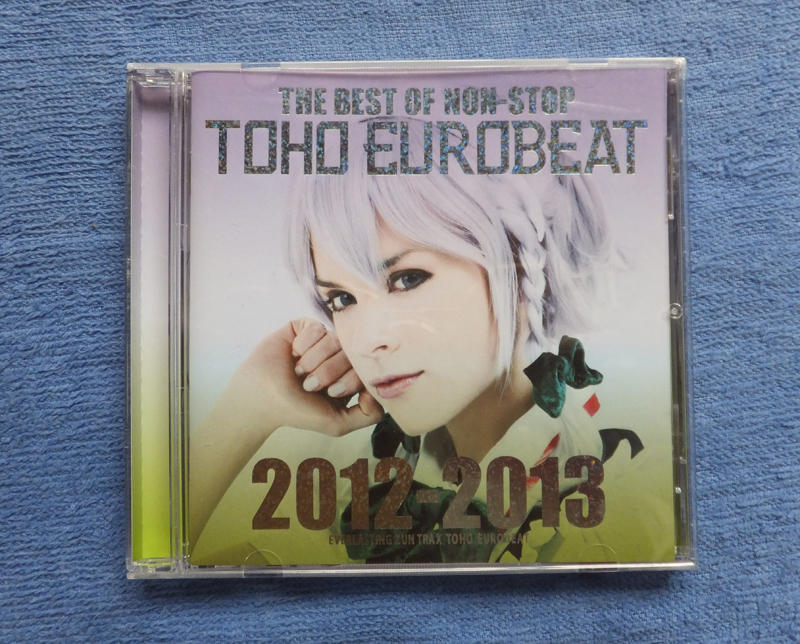 THE BEST OF NON-STOP
TOHO EUROBEAT
2012-2013
EVERLASTING ZUN TRAX TOHO EUROBEAT